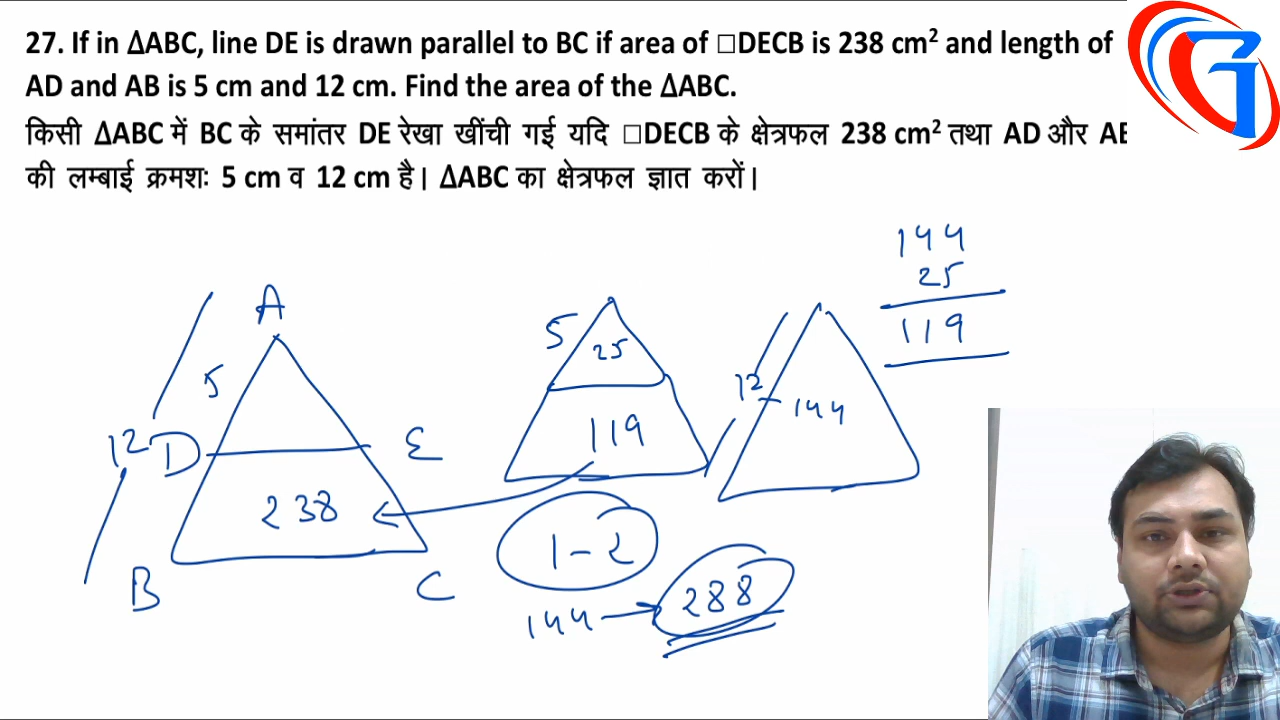 27. If in ΔABC, line DE is drawn parallel to BC if area of □DECB is 238 cm² and length of
AD and AB is 5 cm and 12 cm. Find the area of the ΔABC.
किसी ΔABC में BC के समांतर DE रेखा खींची गई यदि □DECB के क्षेत्रफल 238 cm² तथा AD और AB
की लम्बाई क्रमशः 5 cm व 12 cm है। ΔABC का क्षेत्रफल ज्ञात करों।
G
144
25
119
A
5
12 D E
238
B C
5
25
119
12
144
1-2
144 → 288